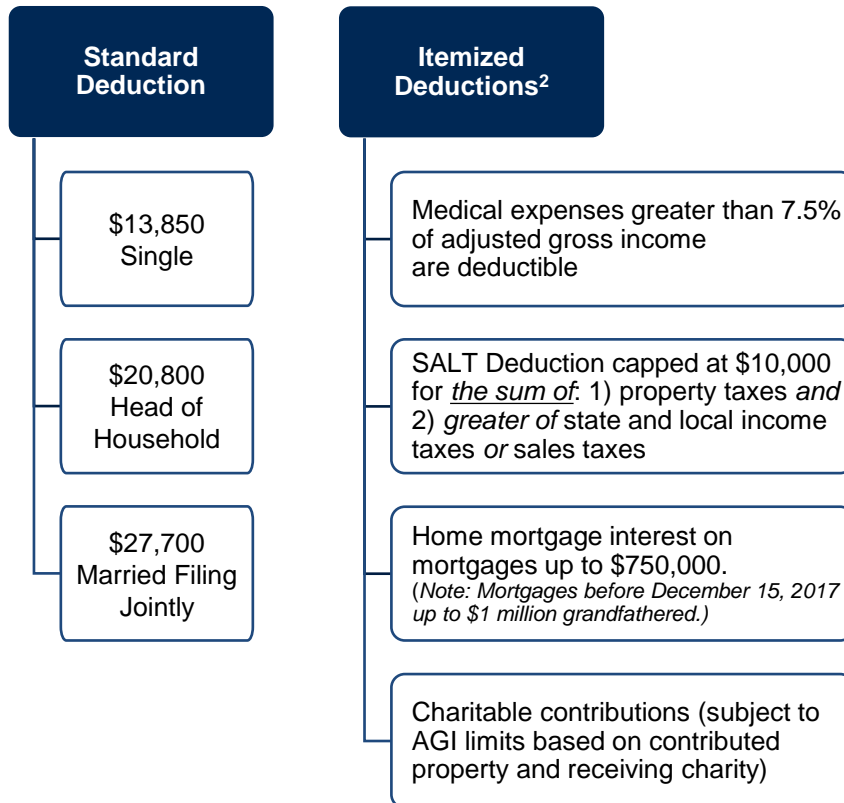 Standard
Deduction
$13,850
Single
$20,800
Head of
Household
$27,700
Married Filing
Jointly
Itemized
Deductions²
Medical expenses greater than 7.5%
of adjusted gross income
are deductible
SALT Deduction capped at $10,000
for the sum of: 1) property taxes and
2) greater of state and local income
taxes or sales taxes
Home mortgage interest on
mortgages up to $750,000.
(Note: Mortgages before December 15, 2017
up to $1 million grandfathered.)
Charitable contributions (subject to
AGI limits based on contributed
property and receiving charity)